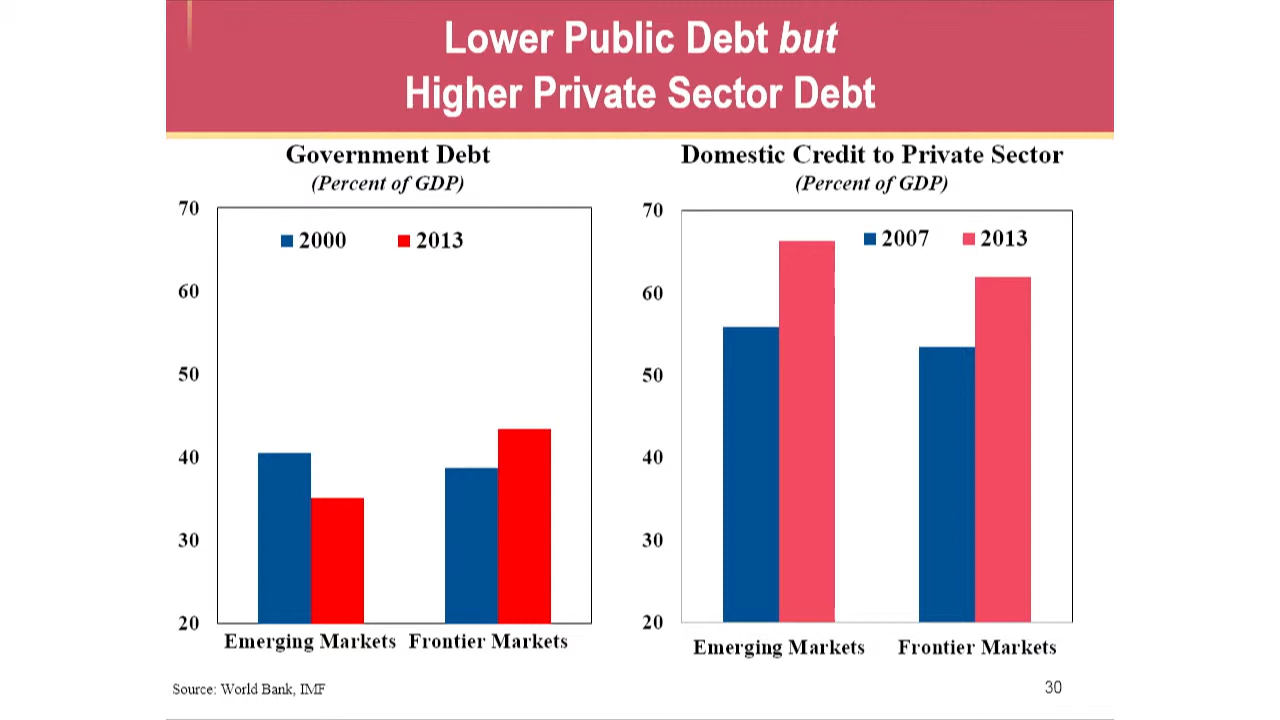 Lower Public Debt but
Higher Private Sector Debt
Government Debt
(Percent of GDP)
70
60
50
40
30
20
2000
2013
Emerging Markets
Frontier Markets
Domestic Credit to Private Sector
(Percent of GDP)
70
60
50
40
30
20
2007
2013
Emerging Markets
Frontier Markets
Source: World Bank, IMF
30